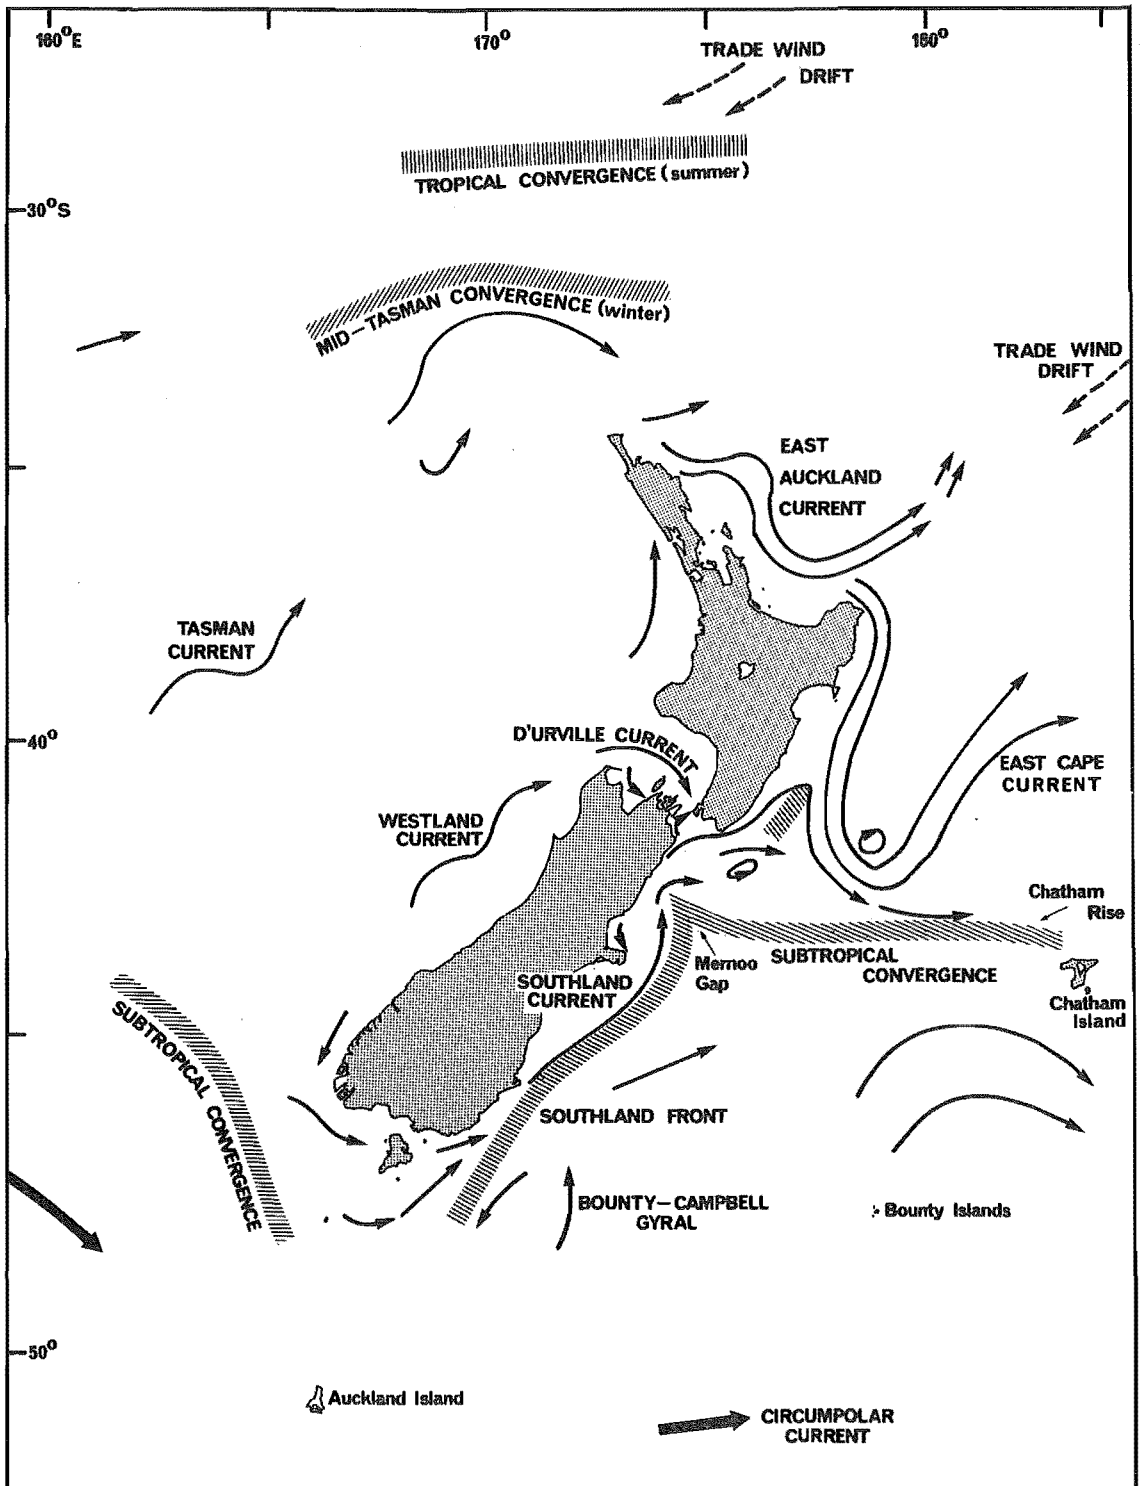 160°E
170°
180°
TRADE WIND
DRIFT
TROPICAL CONVERGENCE (summer)
30°S
MID-TASMAN CONVERGENCE (winter)
TRADE WIND
DRIFT
EAST
AUCKLAND
CURRENT
TASMAN
CURRENT
40°
D'URVILLE CURRENT
EAST CAPE
CURRENT
WESTLAND
CURRENT
Chatham
Rise
Mernoo
Gap
SUBTROPICAL
CONVERGENCE
SOUTHLAND
CURRENT
Chatham
Island
SUBTROPICAL CONVERGENCE
SOUTHLAND FRONT
BOUNTY-CAMPBELL
GYRAL
Bounty Islands
50°
Auckland Island
CIRCUMPOLAR
CURRENT